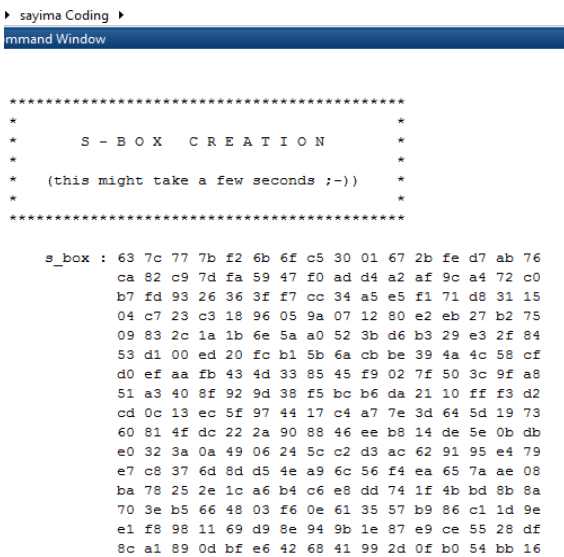 sayima Coding
mmand Window
********************************************
* *
* S - B O X C R E A T I O N *
* *
* (this might take a few seconds ;-)) *
* *
********************************************
s_box : 63 7c 77 7b f2 6b 6f c5 30 01 67 2b fe d7 ab 76
ca 82 c9 7d fa 59 47 f0 ad d4 a2 af 9c a4 72 c0
b7 fd 93 26 36 3f f7 cc 34 a5 e5 f1 71 d8 31 15
04 c7 23 c3 18 96 05 9a 07 12 80 e2 eb 27 b2 75
09 83 2c 1a 1b 6e 5a a0 52 3b d6 b3 29 e3 2f 84
53 d1 00 ed 20 fc b1 5b 6a cb be 39 4a 4c 58 cf
d0 ef aa fb 43 4d 33 85 45 f9 02 7f 50 3c 9f a8
51 a3 40 8f 92 9d 38 f5 bc b6 da 21 10 ff f3 d2
cd 0c 13 ec 5f 97 44 17 c4 a7 7e 3d 64 5d 19 73
60 81 4f dc 22 2a 90 88 46 ee b8 14 de 5e 0b db
e0 32 3a 0a 49 06 24 5c c2 d3 ac 62 91 95 e4 79
e7 c8 37 6d 8d d5 4e a9 6c 56 f4 ea 65 7a ae 08
ba 78 25 2e 1c a6 b4 c6 e8 dd 74 1f 4b bd 8b 8a
70 3e b5 66 48 03 f6 0e 61 35 57 b9 86 c1 1d 9e
e1 f8 98 11 69 d9 8e 94 9b 1e 87 e9 ce 55 28 df
8c a1 89 0d bf e6 42 68 41 99 2d 0f b0 54 bb 16